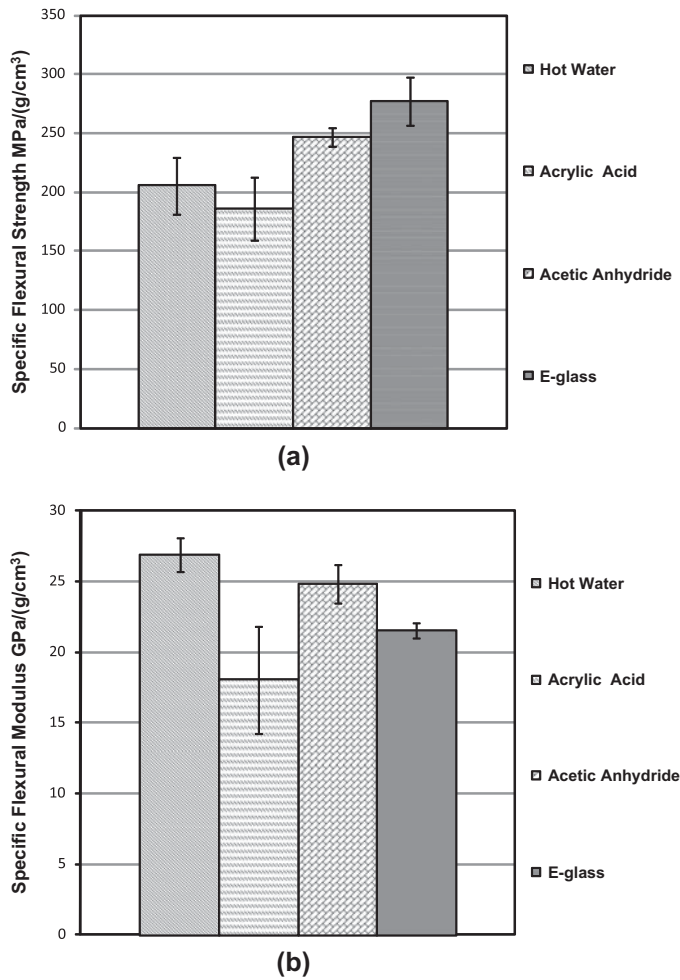 Specific Flexural Strength MPa/(g/cm³)
350
300
250
200
150
100
50
0
Hot Water
Acrylic Acid
Acetic Anhydride
E-glass
(a)
Specific Flexural Modulus GPa/(g/cm³)
30
25
20
15
10
5
0
Hot Water
Acrylic Acid
Acetic Anhydride
E-glass
(b)